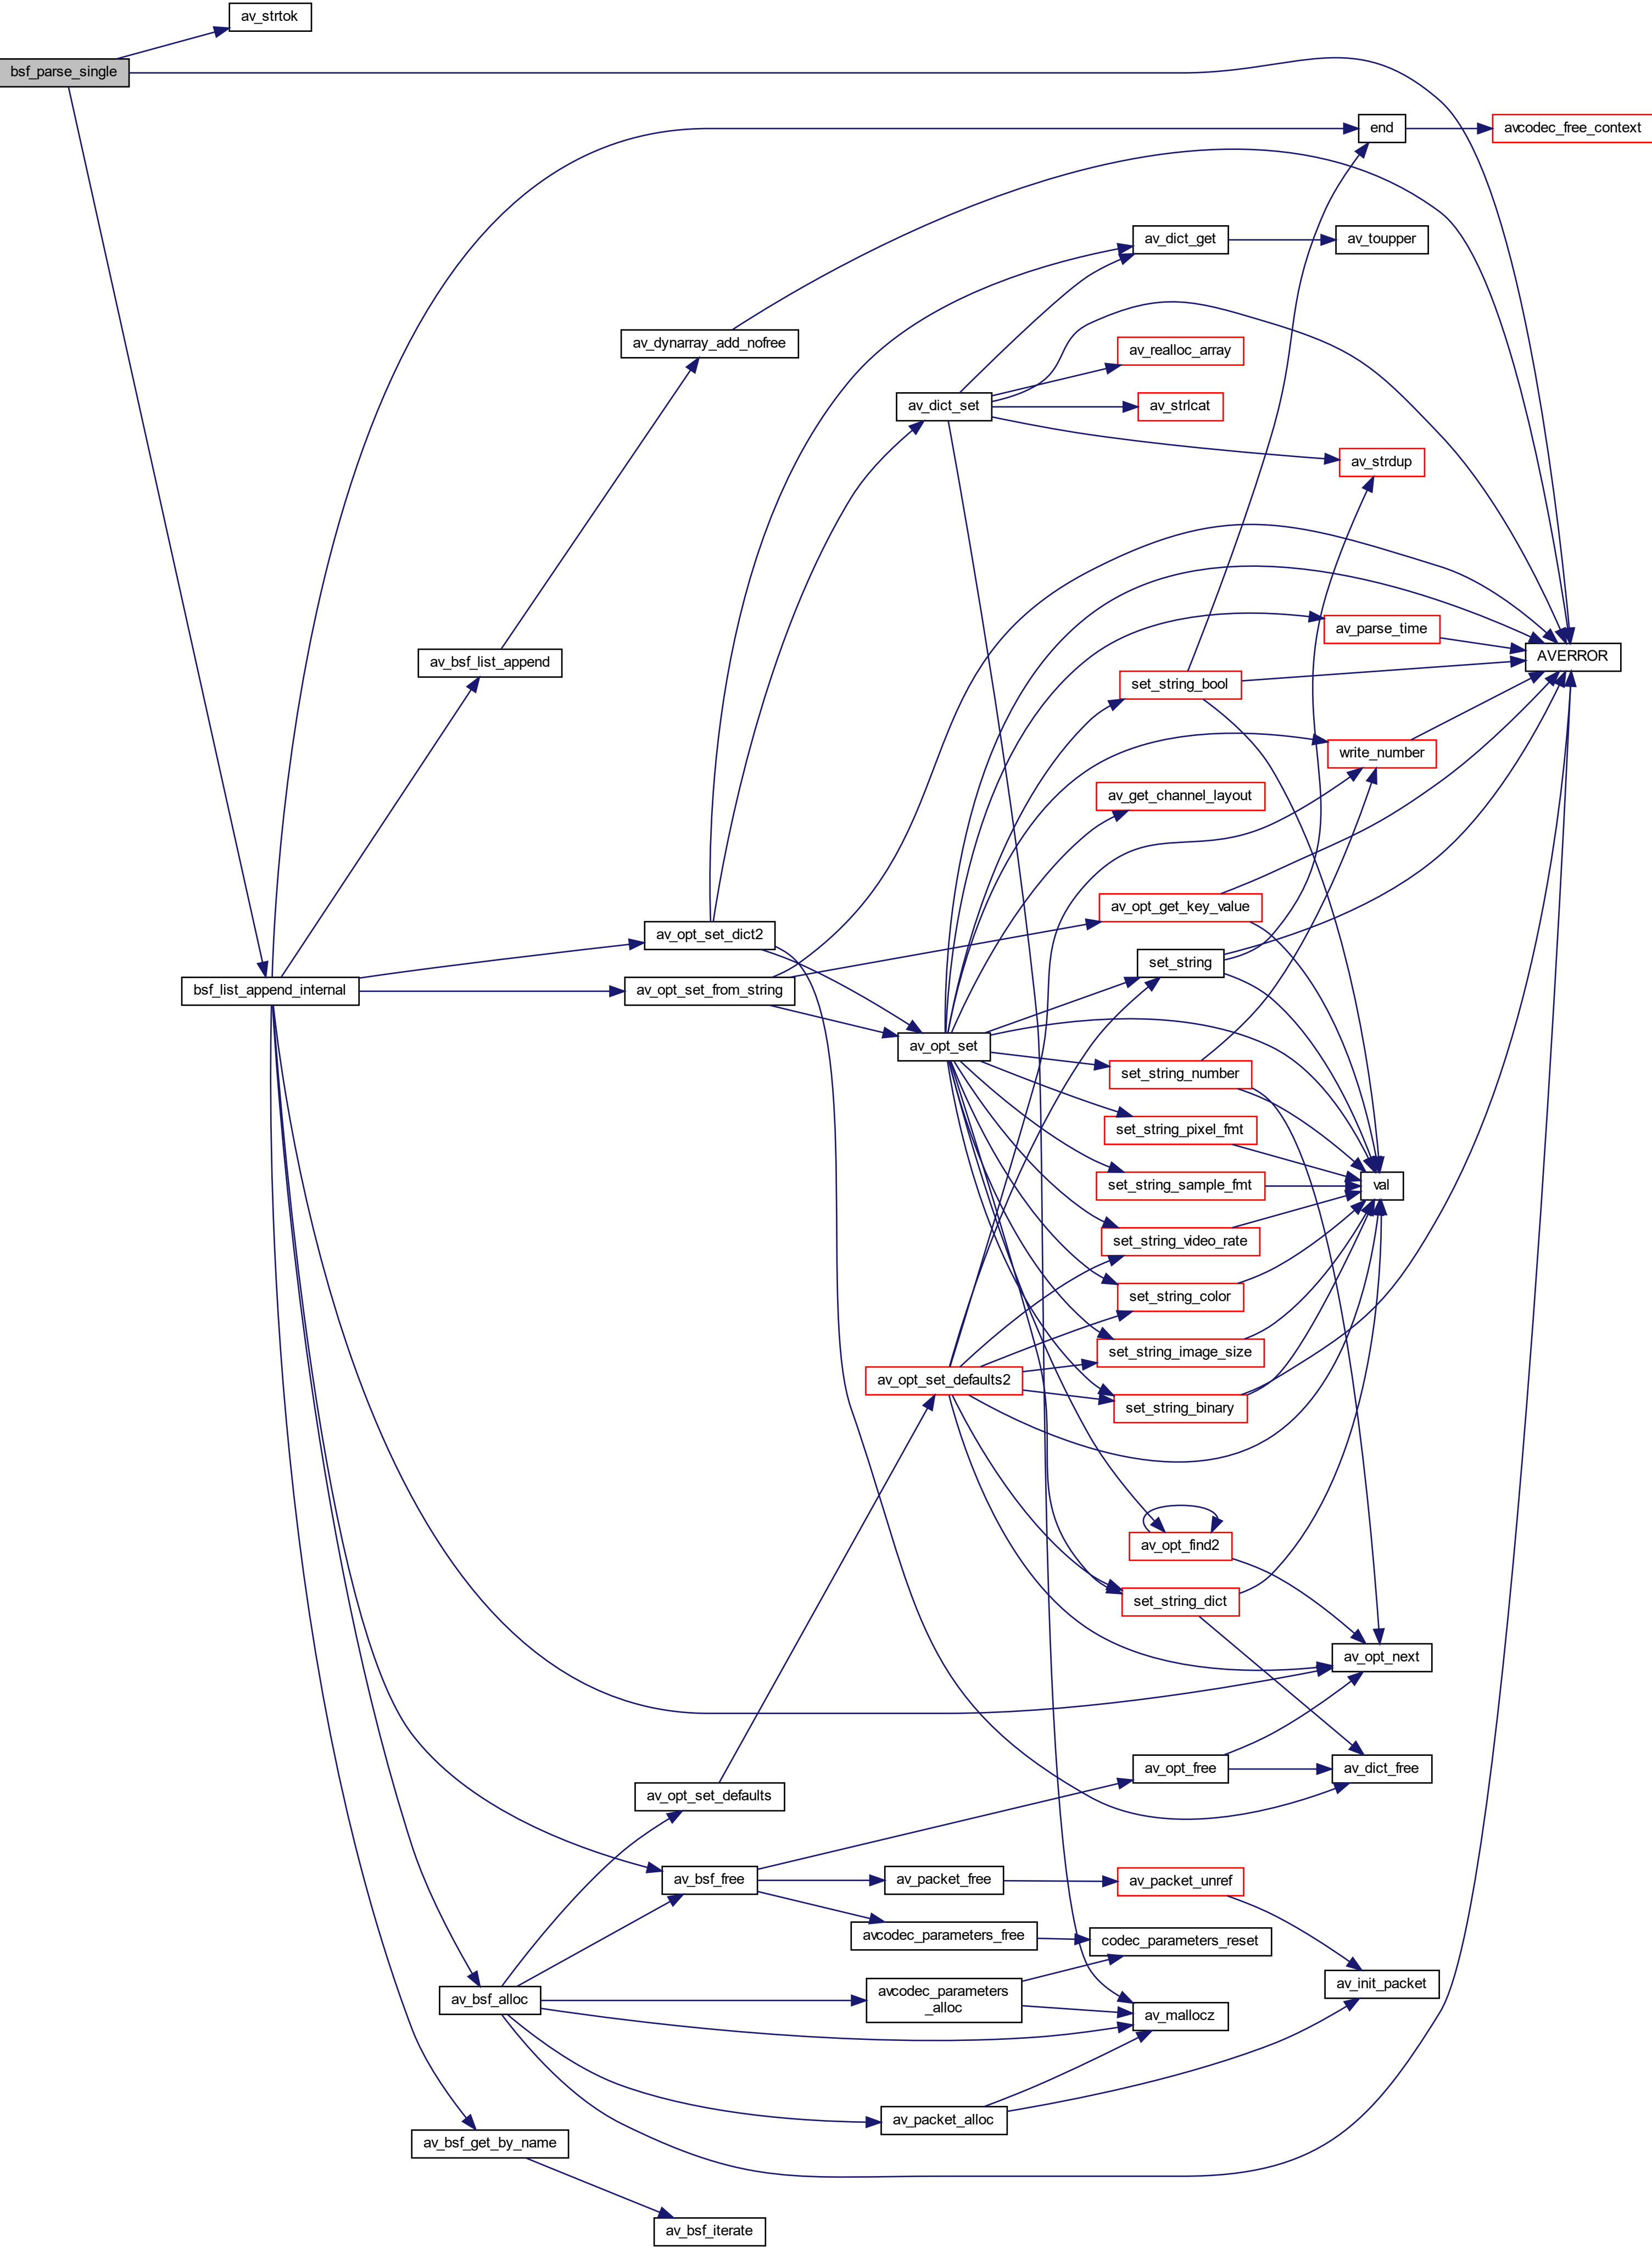 av_strtok
bsf_parse_single
end
avcodec_free_context
av_dict_get
av_toupper
av_dynarray_add_nofree
av_realloc_array
av_dict_set
av_strlcat
av_strdup
av_parse_time
AVERROR
av_bsf_list_append
set_string_bool
write_number
av_get_channel_layout
av_opt_get_key_value
av_opt_set_dict2
set_string
bsf_list_append_internal
av_opt_set_from_string
av_opt_set
set_string_number
set_string_pixel_fmt
set_string_sample_fmt
val
set_string_video_rate
set_string_color
set_string_image_size
av_opt_set_defaults2
set_string_binary
av_opt_find2
set_string_dict
av_opt_next
av_opt_free
av_dict_free
av_opt_set_defaults
av_bsf_free
av_packet_free
av_packet_unref
avcodec_parameters_free
codec_parameters_reset
av_init_packet
av_bsf_alloc
avcodec_parameters
_alloc
av_mallocz
av_packet_alloc
av_bsf_get_by_name
av_bsf_iterate